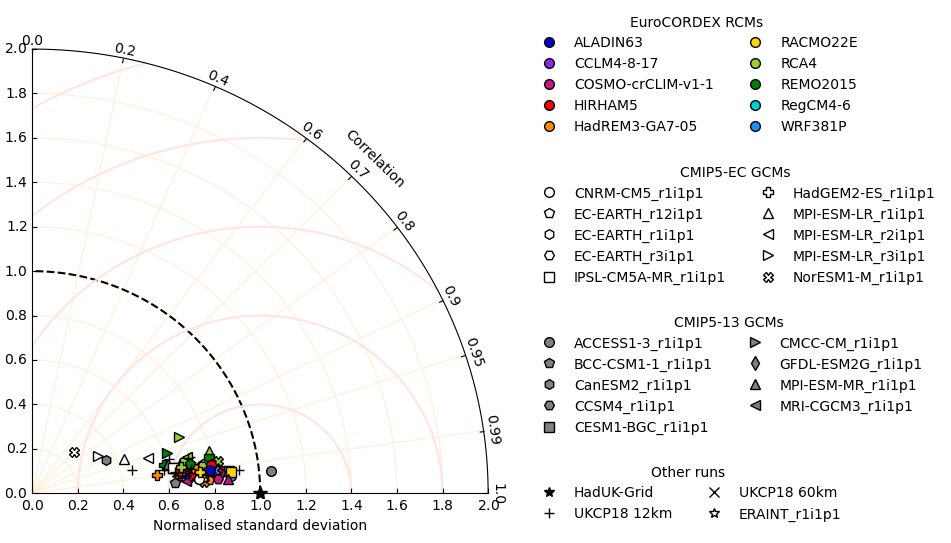 EuroCORDEX RCMs
ALADIN63 RACMO22E
CCLM4-8-17 RCA4
COSMO-crCLIM-v1-1 REMO2015
HIRHAM5 RegCM4-6
HadREM3-GA7-05 WRF381P
CMIP5-EC GCMs
CNRM-CM5_r1i1p1 HadGEM2-ES_r1i1p1
EC-EARTH_r12i1p1 MPI-ESM-LR_r1i1p1
EC-EARTH_r1i1p1 MPI-ESM-LR_r2i1p1
EC-EARTH_r3i1p1 MPI-ESM-LR_r3i1p1
IPSL-CM5A-MR_r1i1p1 NorESM1-M_r1i1p1
CMIP5-13 GCMs
ACCESS1-3_r1i1p1 CMCC-CM_r1i1p1
BCC-CSM1-1_r1i1p1 GFDL-ESM2G_r1i1p1
CanESM2_r1i1p1 MPI-ESM-MR_r1i1p1
CCSM4_r1i1p1 MRI-CGCM3_r1i1p1
CESM1-BGC_r1i1p1
Other runs
HadUK-Grid UKCP18 60km
UKCP18 12km ERAINT_r1i1p1
0.0
0.2
0.4
0.6
Correlation
0.7
0.8
0.9
0.95
0.99
1.0
2.0
1.8
1.6
1.4
1.2
1.0
0.8
0.6
0.4
0.2
0.0
0.0 0.2 0.4 0.6 0.8 1.0 1.2 1.4 1.6 1.8 2.0
Normalised standard deviation